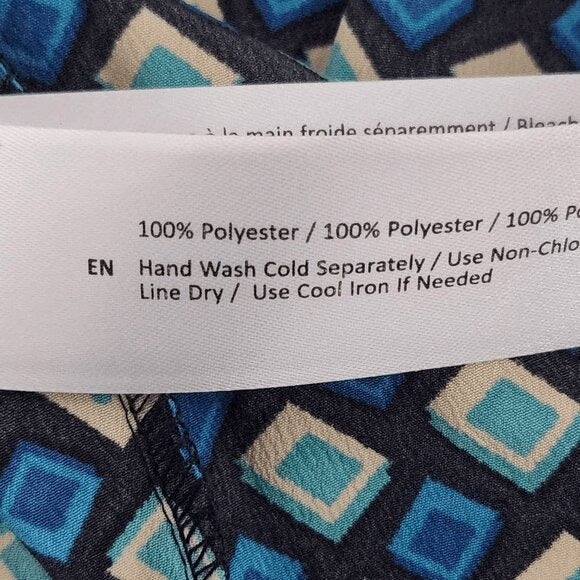 à la main froide séparemment / Bleach
100% Polyester / 100% Polyester / 100% Po
EN Hand Wash Cold Separately / Use Non-Chlo
Line Dry / Use Cool Iron If Needed